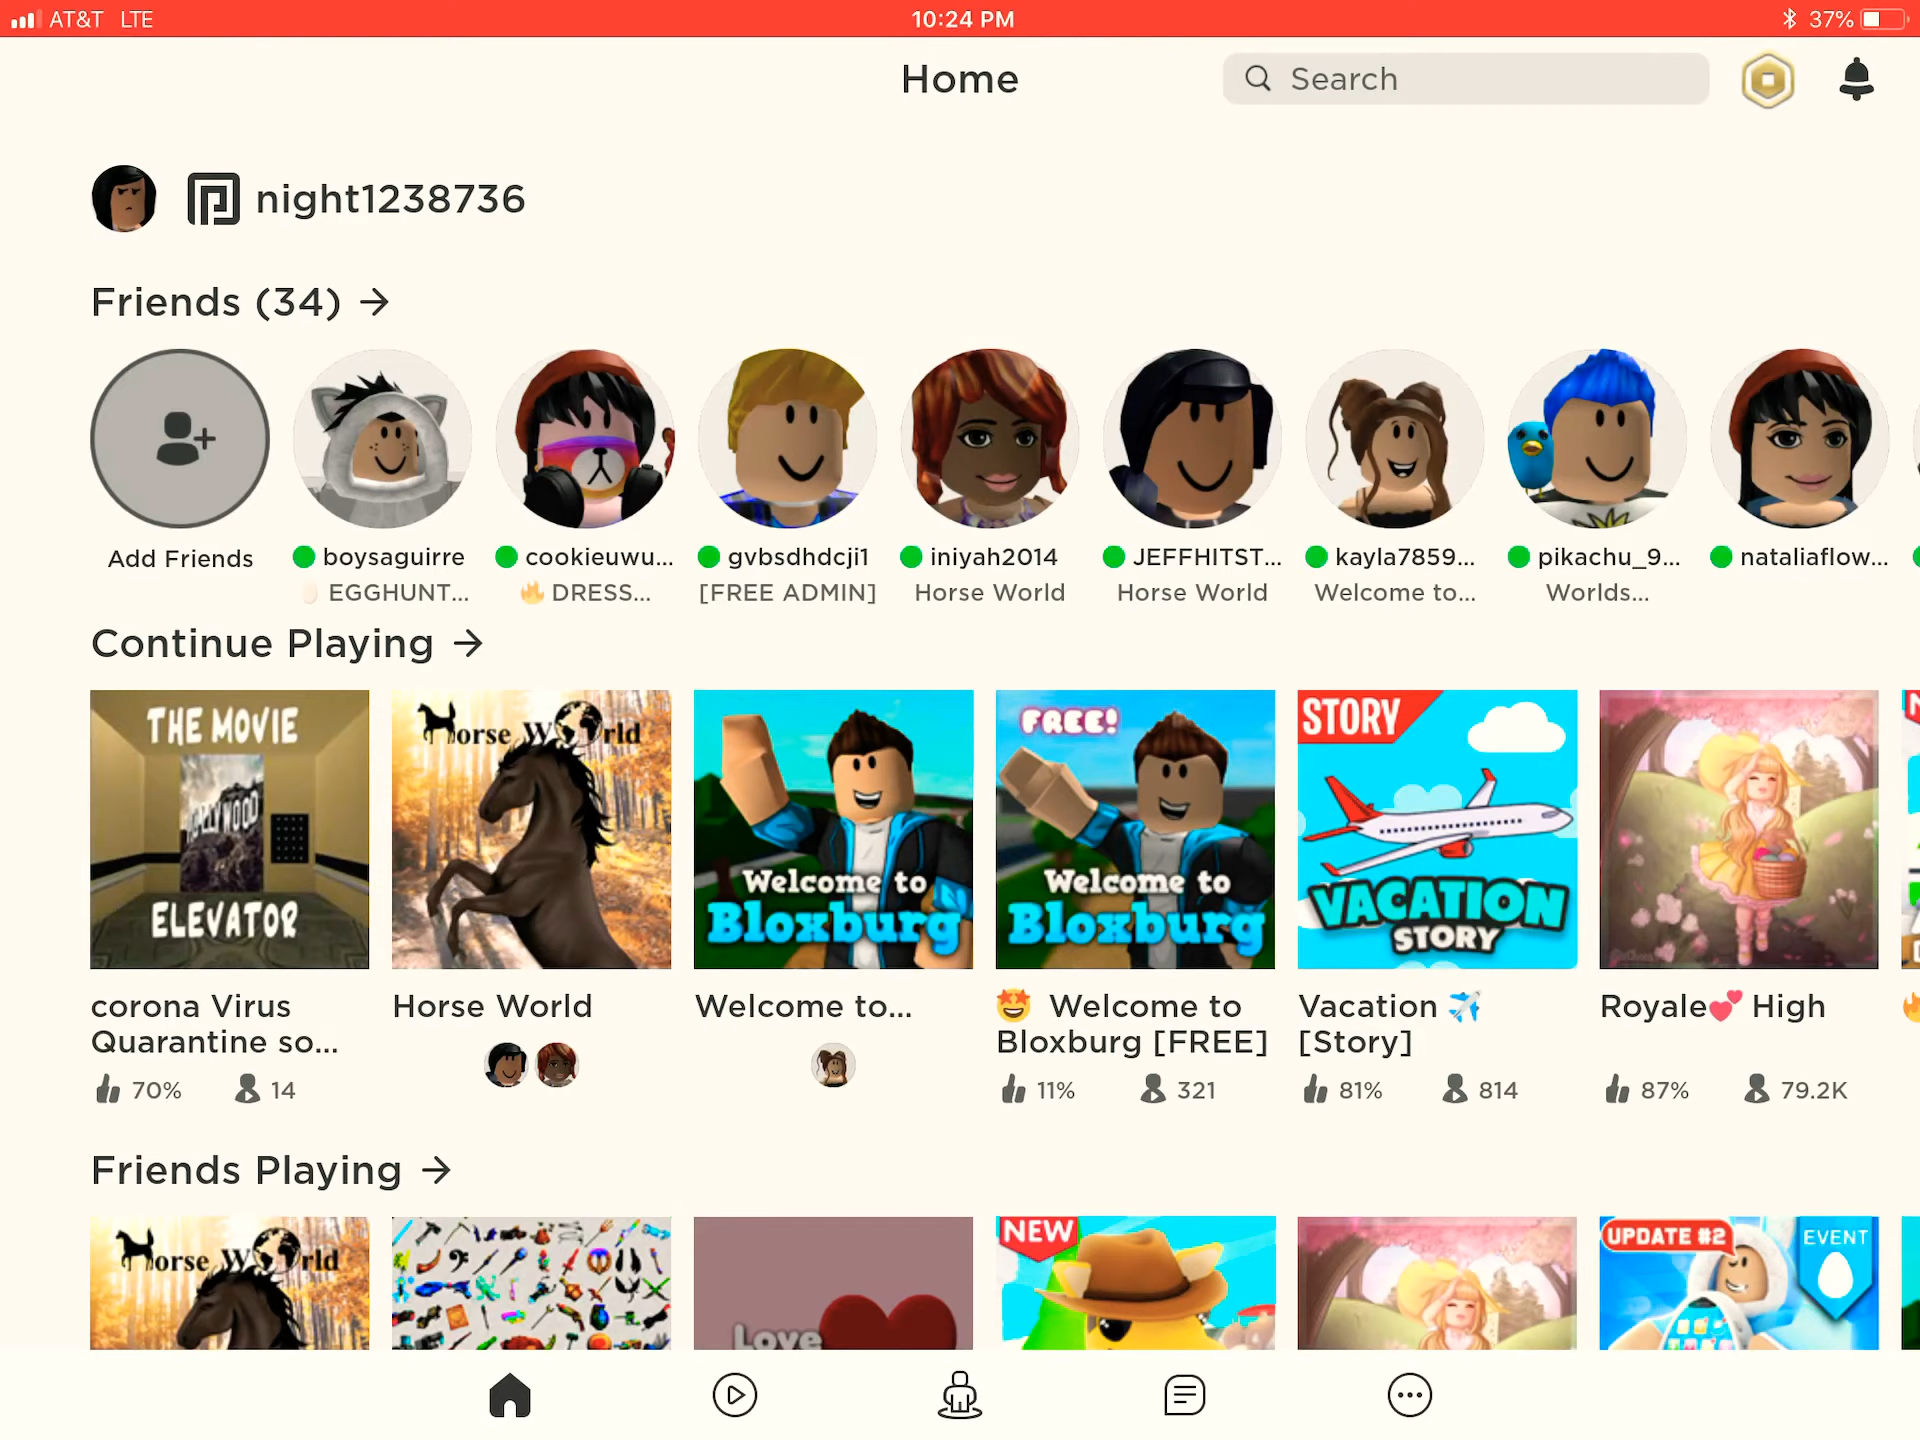 AT&T LTE 10:24 PM 37%
Home
Search
night1238736
Friends (34)
Add Friends
boysaguirre
EGGHUNT...
cookieuwu...
DRESS...
gvbsdhdcji1
[FREE ADMIN]
iniyah2014
Horse World
JEFFHITST...
Horse World
kayla7859...
Welcome to...
pikachu_9...
Worlds...
nataliaflow...
Continue Playing
THE MOVIE
HOLLYWOOD
ELEVATOR
Horse World
Welcome to
Bloxburg
FREE!
Welcome to
Bloxburg
STORY
VACATION
STORY
corona Virus
Quarantine so...
70% 14
Horse World
Welcome to...
🤩 Welcome to
Bloxburg [FREE]
11% 321
Vacation ✈️
[Story]
81% 814
Royale💕 High
87% 79.2K
Friends Playing
Horse World
Love
NEW
UPDATE #2
EVENT